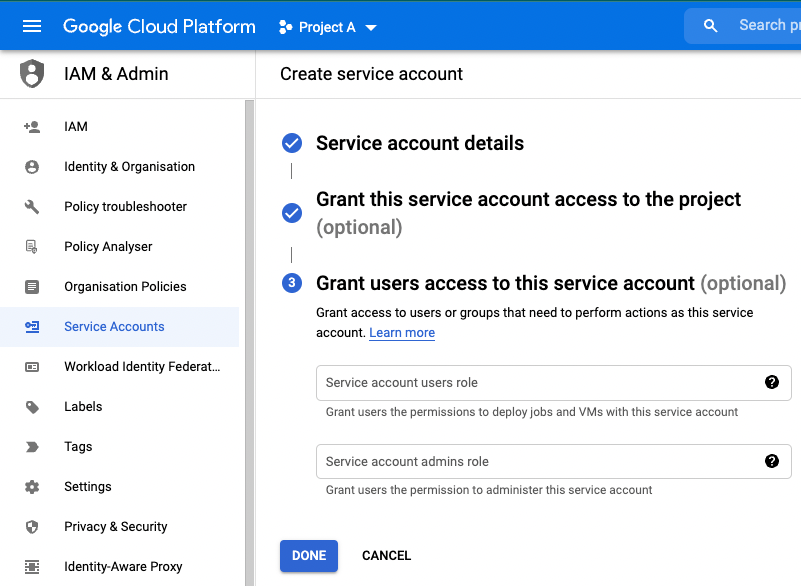 Google Cloud Platform
Project A
Search pr
IAM & Admin
Create service account
IAM
Identity & Organisation
Policy troubleshooter
Policy Analyser
Organisation Policies
Service Accounts
Workload Identity Federat...
Labels
Tags
Settings
Privacy & Security
Identity-Aware Proxy
Service account details
Grant this service account access to the project
(optional)
3
Grant users access to this service account (optional)
Grant access to users or groups that need to perform actions as this service
account. Learn more
Service account users role
?
Grant users the permissions to deploy jobs and VMs with this service account
Service account admins role
?
Grant users the permission to administer this service account
DONE
CANCEL